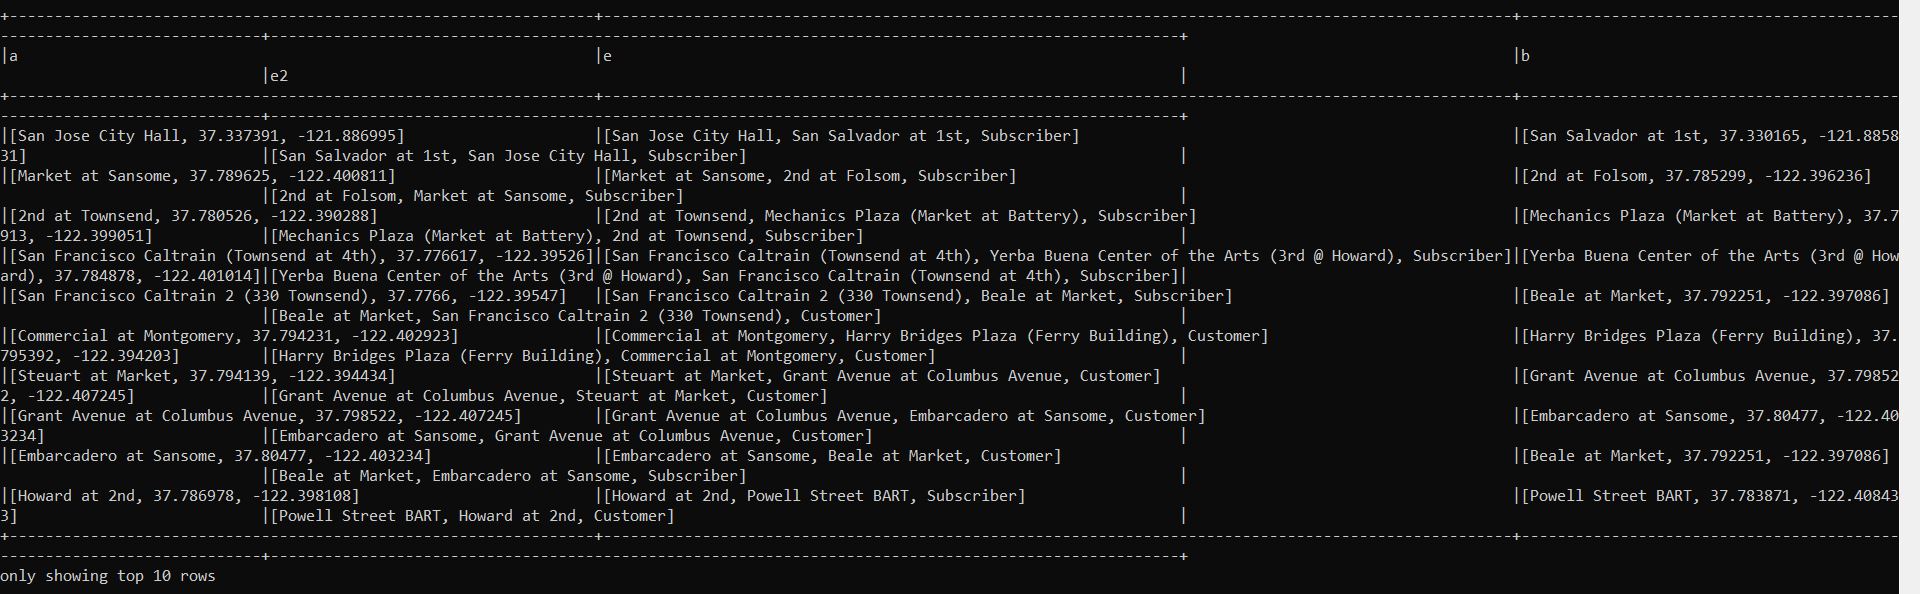 +-----------------------------------------------------------------+-----------------------------------------------------------------------------------------------------+------------------------------------------
-----------------------------+-----------------------------------------------------------------------------------------------------+
|a |e |b
|e2 |
+-----------------------------------------------------------------+-----------------------------------------------------------------------------------------------------+------------------------------------------
-----------------------------+-----------------------------------------------------------------------------------------------------+
|[San Jose City Hall, 37.337391, -121.886995] |[San Jose City Hall, San Salvador at 1st, Subscriber] |[San Salvador at 1st, 37.330165, -121.8858
31] |[San Salvador at 1st, San Jose City Hall, Subscriber] |
|[Market at Sansome, 37.789625, -122.400811] |[Market at Sansome, 2nd at Folsom, Subscriber] |[2nd at Folsom, 37.785299, -122.396236]
|[2nd at Folsom, Market at Sansome, Subscriber] |
|[2nd at Townsend, 37.780526, -122.390288] |[2nd at Townsend, Mechanics Plaza (Market at Battery), Subscriber] |[Mechanics Plaza (Market at Battery), 37.7
913, -122.399051] |[Mechanics Plaza (Market at Battery), 2nd at Townsend, Subscriber] |
|[San Francisco Caltrain (Townsend at 4th), 37.776617, -122.39526]|[San Francisco Caltrain (Townsend at 4th), Yerba Buena Center of the Arts (3rd @ Howard), Subscriber]|[Yerba Buena Center of the Arts (3rd @ How
ard), 37.784878, -122.401014]|[Yerba Buena Center of the Arts (3rd @ Howard), San Francisco Caltrain (Townsend at 4th), Subscriber]|
|[San Francisco Caltrain 2 (330 Townsend), 37.7766, -122.39547] |[San Francisco Caltrain 2 (330 Townsend), Beale at Market, Subscriber] |[Beale at Market, 37.792251, -122.397086]
|[Beale at Market, San Francisco Caltrain 2 (330 Townsend), Customer] |
|[Commercial at Montgomery, 37.794231, -122.402923] |[Commercial at Montgomery, Harry Bridges Plaza (Ferry Building), Customer] |[Harry Bridges Plaza (Ferry Building), 37.
795392, -122.394203] |[Harry Bridges Plaza (Ferry Building), Commercial at Montgomery, Customer] |
|[Steuart at Market, 37.794139, -122.394434] |[Steuart at Market, Grant Avenue at Columbus Avenue, Customer] |[Grant Avenue at Columbus Avenue, 37.79852
2, -122.407245] |[Grant Avenue at Columbus Avenue, Steuart at Market, Customer] |
|[Grant Avenue at Columbus Avenue, 37.798522, -122.407245] |[Grant Avenue at Columbus Avenue, Embarcadero at Sansome, Customer] |[Embarcadero at Sansome, 37.80477, -122.40
3234] |[Embarcadero at Sansome, Grant Avenue at Columbus Avenue, Customer] |
|[Embarcadero at Sansome, 37.80477, -122.403234] |[Embarcadero at Sansome, Beale at Market, Customer] |[Beale at Market, 37.792251, -122.397086]
|[Beale at Market, Embarcadero at Sansome, Subscriber] |
|[Howard at 2nd, 37.786978, -122.398108] |[Howard at 2nd, Powell Street BART, Subscriber] |[Powell Street BART, 37.783871, -122.40843
3] |[Powell Street BART, Howard at 2nd, Customer] |
+-----------------------------------------------------------------+-----------------------------------------------------------------------------------------------------+------------------------------------------
-----------------------------+-----------------------------------------------------------------------------------------------------+
only showing top 10 rows